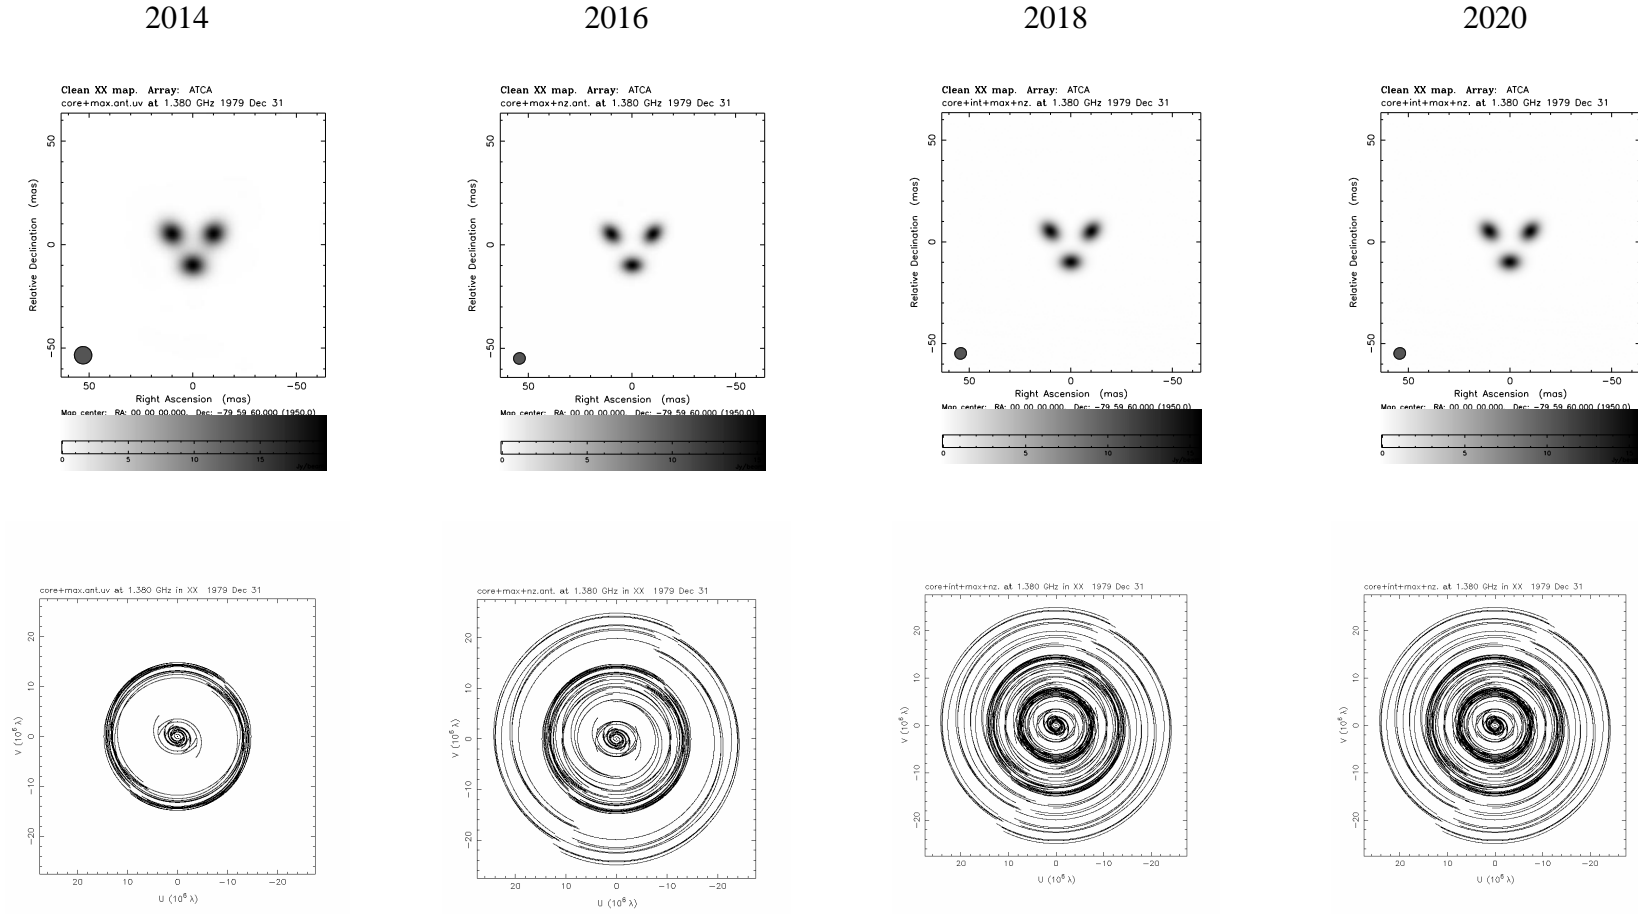 2014 2016 2018 2020
Clean XX map. Array: ATCA
core+max.ant.uv at 1.380 GHz 1979 Dec 31
Relative Declination (mas)
50
0
−50
50 0 −50
Right Ascension (mas)
Map center: RA: 00 00 00.000, Dec: −79 59 60.000 (1950.0)
0 5 10 15
Clean XX map. Array: ATCA
core+max+nz.ant. at 1.380 GHz 1979 Dec 31
Relative Declination (mas)
50
0
−50
50 0 −50
Right Ascension (mas)
Map center: RA: 00 00 00.000, Dec: −79 59 60.000 (1950.0)
0 5 10
Clean XX map. Array: ATCA
core+int+max+nz. at 1.380 GHz 1979 Dec 31
Relative Declination (mas)
50
0
−50
50 0 −50
Right Ascension (mas)
Map center: RA: 00 00 00.000, Dec: −79 59 60.000 (1950.0)
0 5 10
Clean XX map. Array: ATCA
core+int+max+nz. at 1.380 GHz 1979 Dec 31
Relative Declination (mas)
50
0
−50
50 0 −50
Right Ascension (mas)
Map center: RA: 00 00 00.000, Dec: −79 59 60.000 (1950.0)
0 5 10
core+max.ant.uv at 1.380 GHz in XX 1979 Dec 31
V (10⁶ λ)
20
10
0
−10
−20
20 10 0 −10 −20
U (10⁶ λ)
core+max+nz.ant. at 1.380 GHz in XX 1979 Dec 31
V (10⁶ λ)
20
10
0
−10
−20
20 10 0 −10 −20
U (10⁶ λ)
core+int+max+nz. at 1.380 GHz in XX 1979 Dec 31
V (10⁶ λ)
20
10
0
−10
−20
20 10 0 −10 −20
U (10⁶ λ)
core+int+max+nz. at 1.380 GHz in XX 1979 Dec 31
V (10⁶ λ)
20
10
0
−10
−20
20 10 0 −10 −20
U (10⁶ λ)